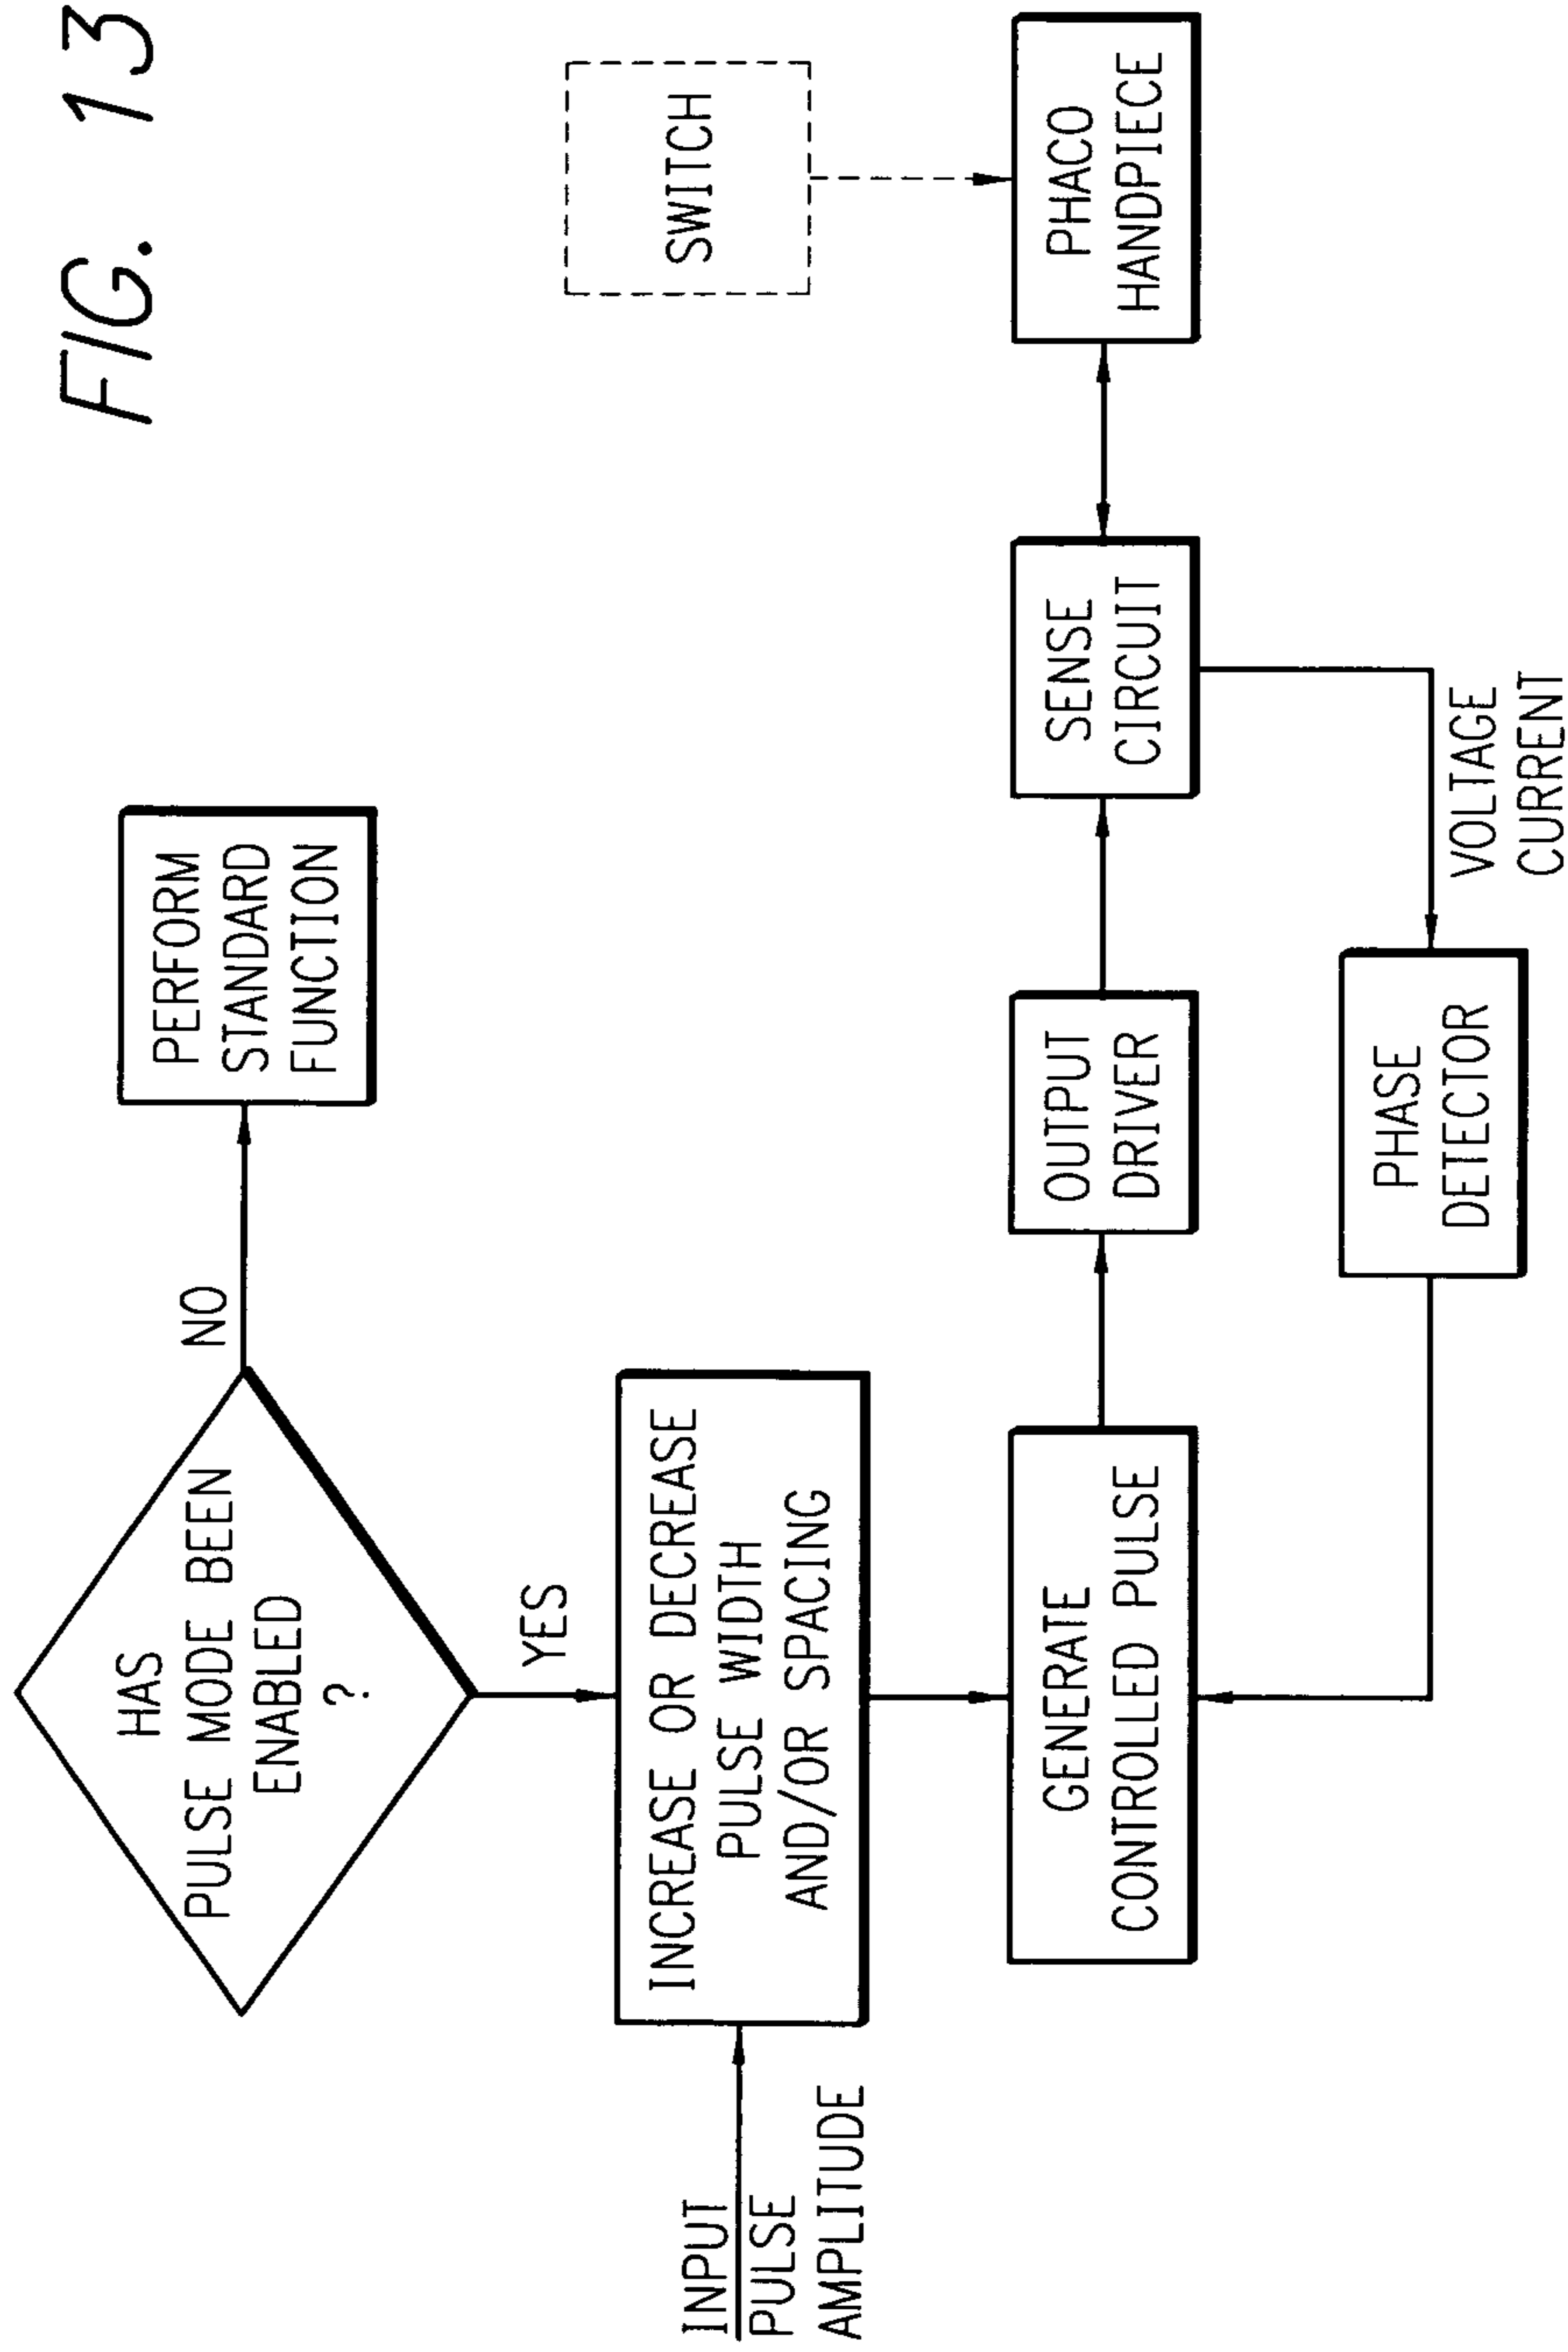 FIG. 13
HAS
PULSE MODE BEEN
ENABLED
?
NO
PERFORM
STANDARD
FUNCTION
YES
SWITCH
INPUT
PULSE
AMPLITUDE
INCREASE OR DECREASE
PULSE WIDTH
AND/OR SPACING
GENERATE
CONTROLLED PULSE
OUTPUT
DRIVER
SENSE
CIRCUIT
PHACO
HANDPIECE
PHASE
DETECTOR
VOLTAGE
CURRENT